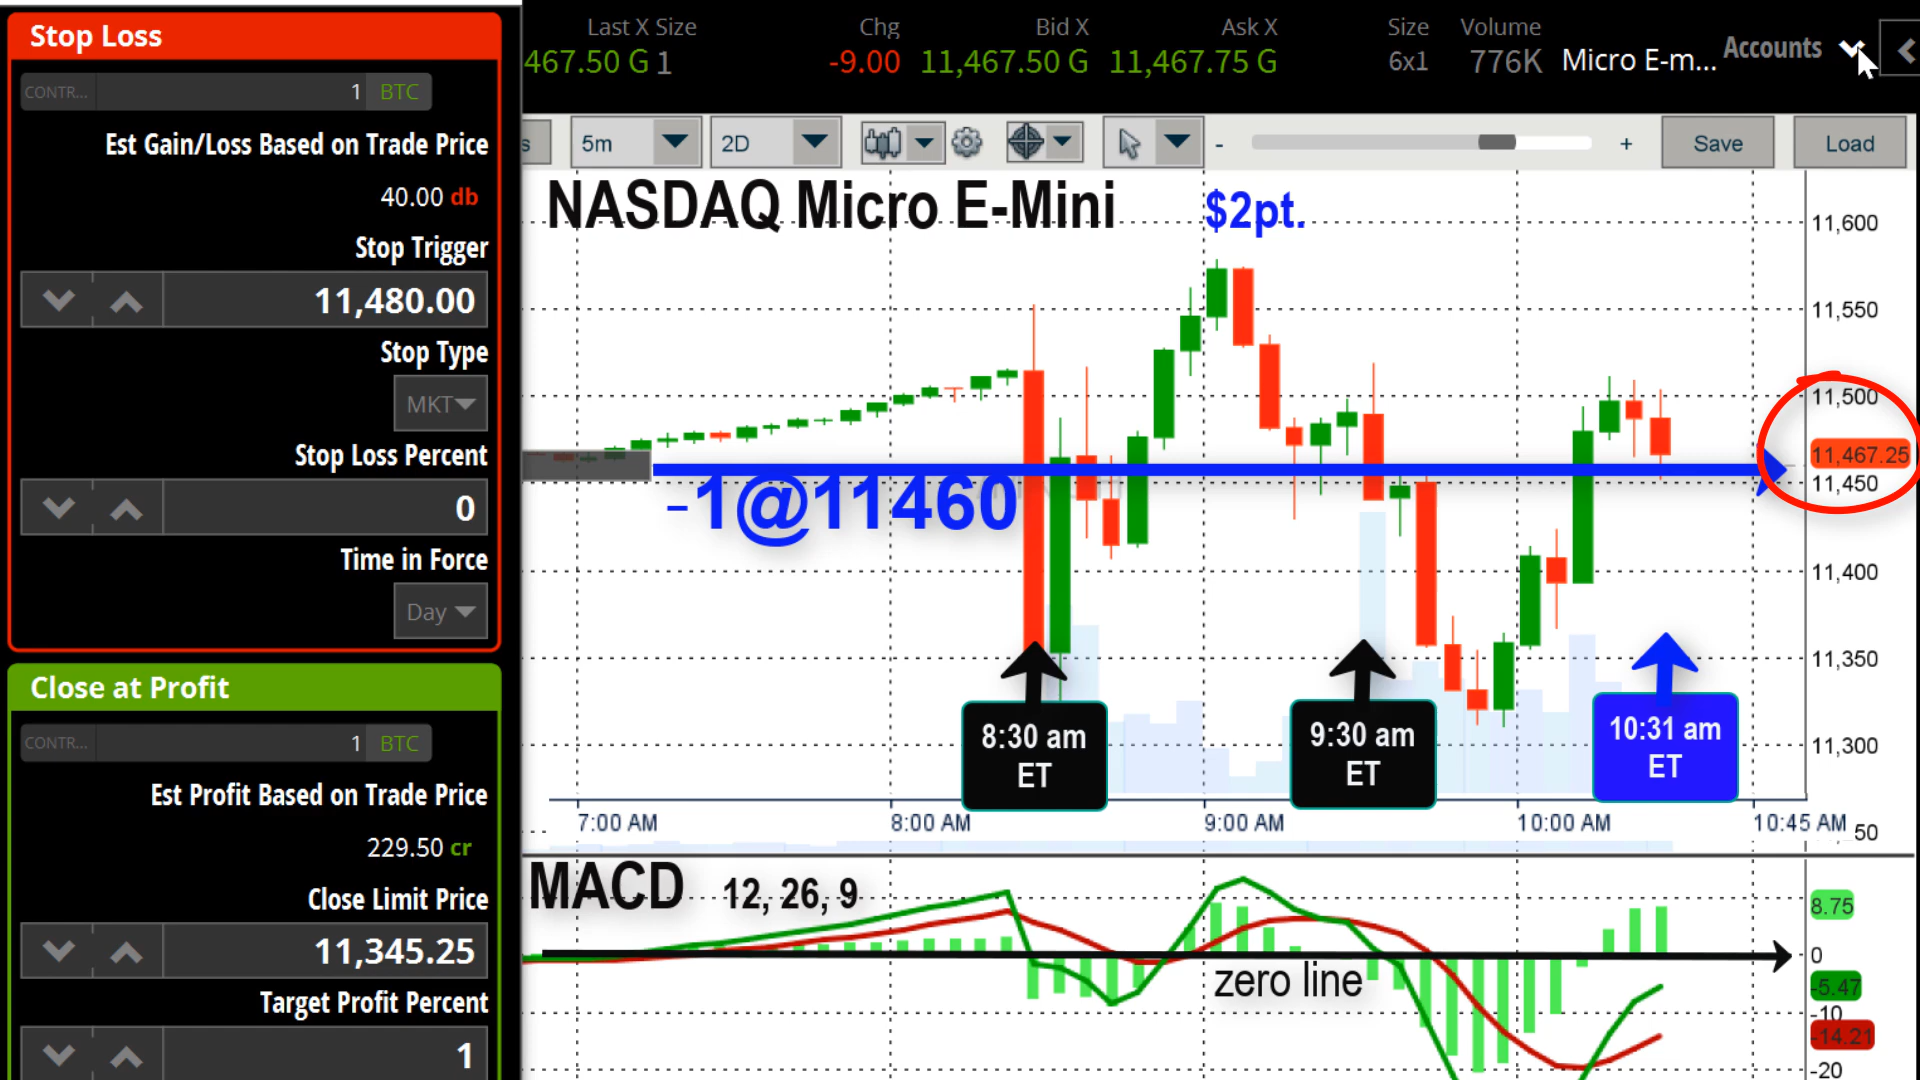 Stop Loss
CONTR... 1 BTC
Est Gain/Loss Based on Trade Price
40.00 db
Stop Trigger
11,480.00
Stop Type
MKT
Stop Loss Percent
0
Time in Force
Day
Close at Profit
CONTR... 1 BTC
Est Profit Based on Trade Price
229.50 cr
Close Limit Price
11,345.25
Target Profit Percent
1
Last X Size Chg Bid X Ask X Size Volume
467.50 G 1 -9.00 11,467.50 G 11,467.75 G 6x1 776K Micro E-m... Accounts
s 5m 2D - + Save Load
NASDAQ Micro E-Mini $2pt.
11,600
11,550
11,500
11,467.25
11,450
-1@11460
11,400
11,350
11,300
8:30 am
ET
9:30 am
ET
10:31 am
ET
7:00 AM 8:00 AM 9:00 AM 10:00 AM 10:45 AM 50
MACD 12, 26, 9
8.75
0
zero line
-5.47
-10
-14.21
-20